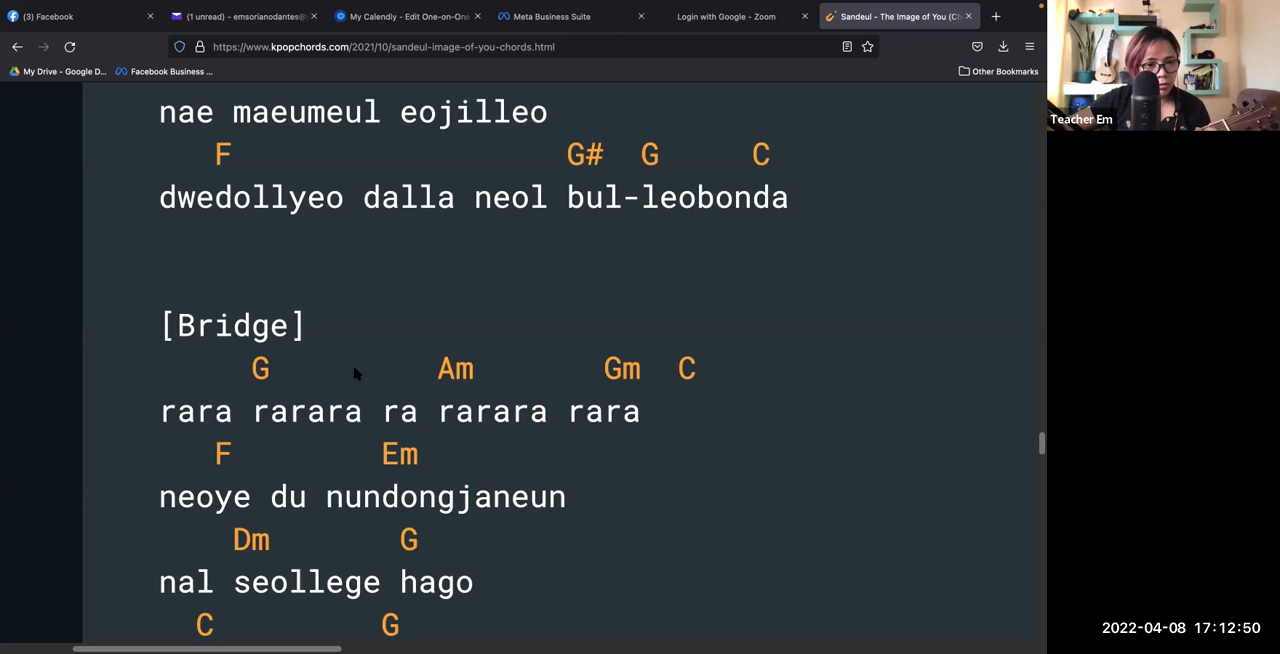 (3) Facebook
(1 unread) - emsorianodantes@
My Calendly - Edit One-on-One
Meta Business Suite
Login with Google - Zoom
Sandeul - The Image of You (Ch
https://www.kpopchords.com/2021/10/sandeul-image-of-you-chords.html
My Drive - Google D...
Facebook Business ...
Other Bookmarks
Teacher Em
nae maeumeul eojilleo
F G# G C
dwedollyeo dalla neol bul-leobonda
[Bridge]
G Am Gm C
rara rarara ra rarara rara
F Em
neoye du nundongjaneun
Dm G
nal seollege hago
C G
2022-04-08 17:12:50